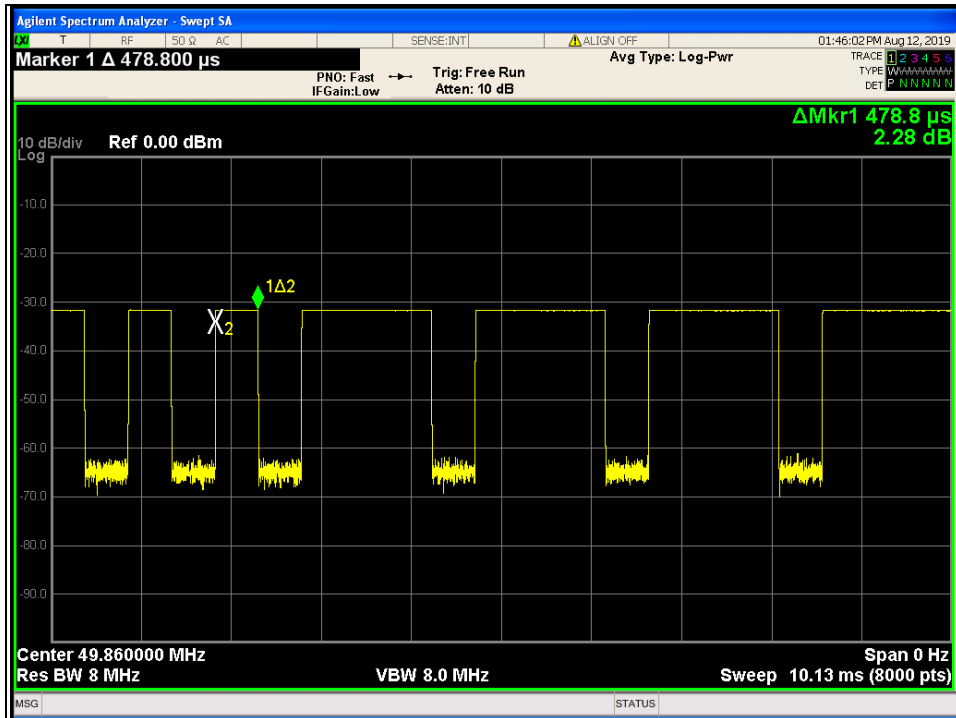 Agilent Spectrum Analyzer - Swept SA
LXI T RF 50 Ω AC SENSE:INT ALIGN OFF 01:46:02 PM Aug 12, 2019
Marker 1 Δ 478.800 µs
PNO: Fast
IFGain:Low
Trig: Free Run
Atten: 10 dB
Avg Type: Log-Pwr
TRACE 1 2 3 4 5 6
TYPE W
DET P N N N N N
ΔMkr1 478.8 µs
2.28 dB
10 dB/div Ref 0.00 dBm
Log
-10.0
-20.0
1Δ2
-30.0
2
-40.0
-50.0
-60.0
-70.0
-80.0
-90.0
Center 49.860000 MHz Span 0 Hz
Res BW 8 MHz VBW 8.0 MHz Sweep 10.13 ms (8000 pts)
MSG STATUS